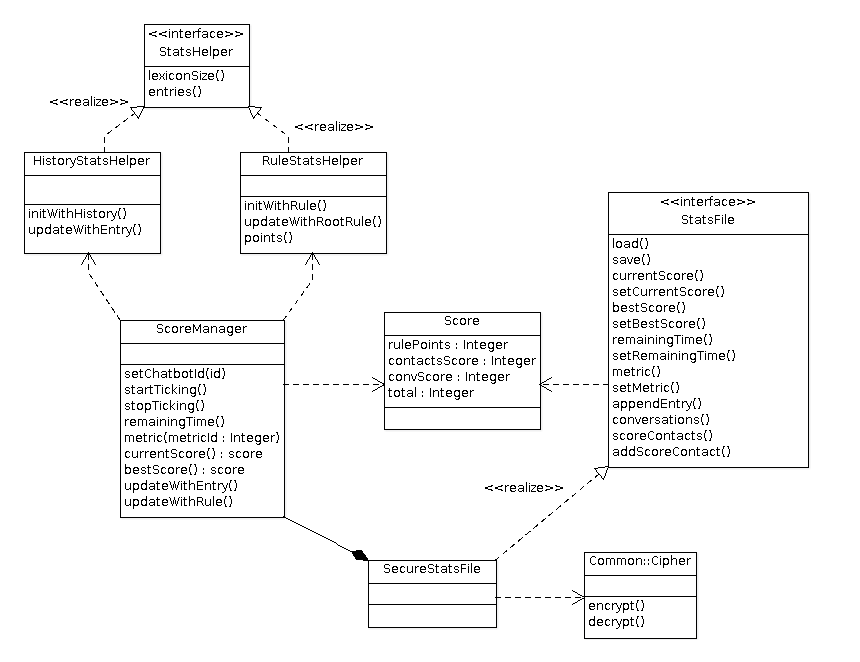 <<interface>>
StatsHelper
lexiconSize()
entries()
<<realize>>
<<realize>>
HistoryStatsHelper
initWithHistory()
updateWithEntry()
RuleStatsHelper
initWithRule()
updateWithRootRule()
points()
<<interface>>
StatsFile
load()
save()
currentScore()
setCurrentScore()
bestScore()
setBestScore()
remainingTime()
setRemainingTime()
metric()
setMetric()
appendEntry()
conversations()
scoreContacts()
addScoreContact()
ScoreManager
setChatbotId(id)
startTicking()
stopTicking()
remainingTime()
metric(metricId : Integer)
currentScore() : score
bestScore() : score
updateWithEntry()
updateWithRule()
Score
rulePoints : Integer
contactsScore : Integer
convScore : Integer
total : Integer
<<realize>>
SecureStatsFile
Common::Cipher
encrypt()
decrypt()